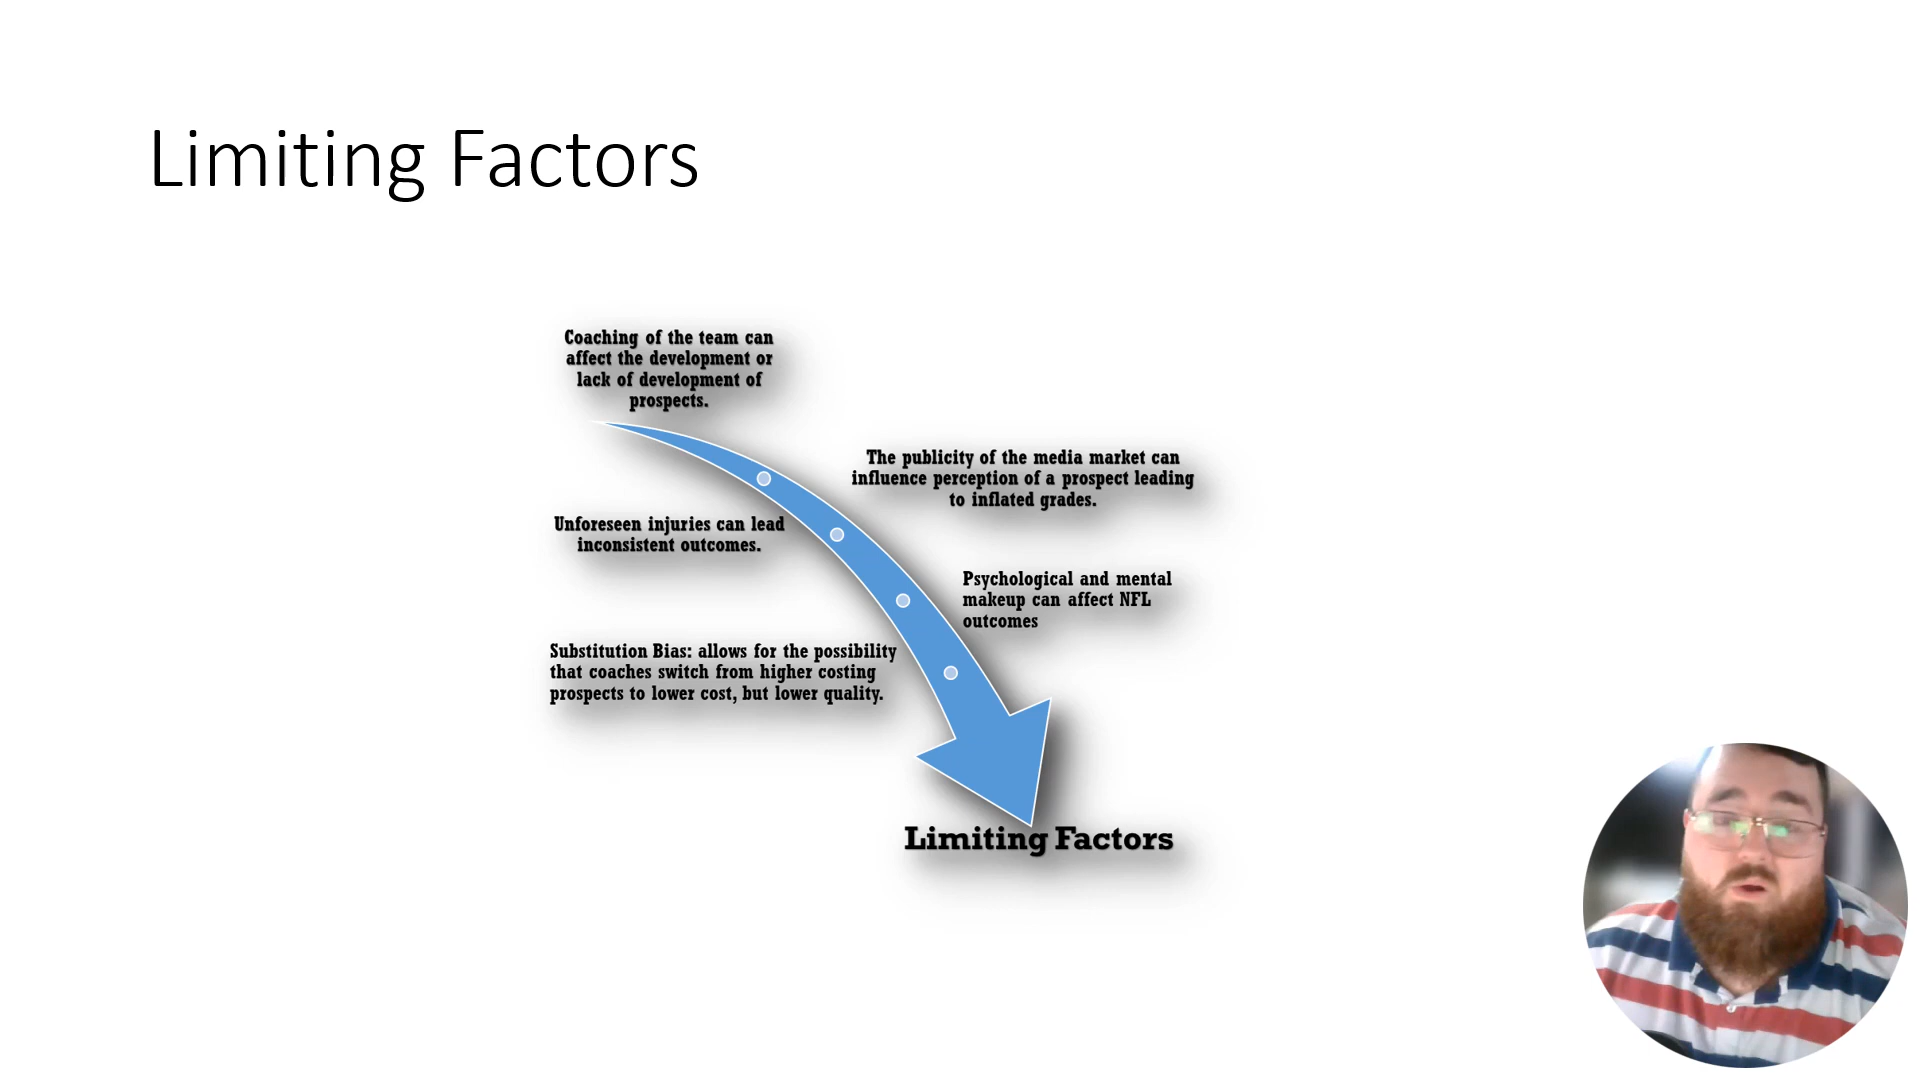 Limiting Factors
Coaching of the team can
affect the development or
lack of development of
prospects.
The publicity of the media market can
influence perception of a prospect leading
to inflated grades.
Unforeseen injuries can lead
inconsistent outcomes.
Psychological and mental
makeup can affect NFL
outcomes
Substitution Bias: allows for the possibility
that coaches switch from higher costing
prospects to lower cost, but lower quality.
Limiting Factors